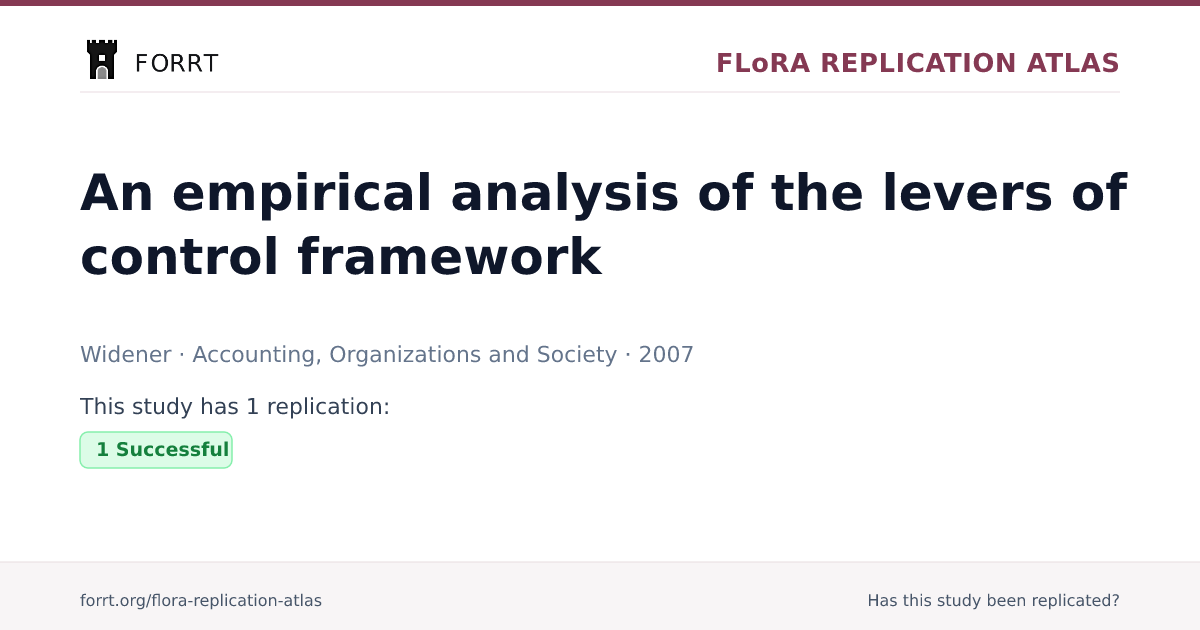 FORRT
FLoRA REPLICATION ATLAS
An empirical analysis of the levers of
control framework
Widener · Accounting, Organizations and Society · 2007
This study has 1 replication:
1 Successful
forrt.org/flora-replication-atlas
Has this study been replicated?